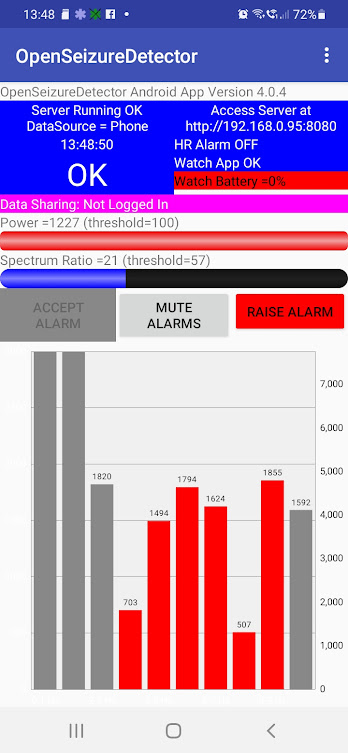 13:48 72%
OpenSeizureDetector
OpenSeizureDetector Android App Version 4.0.4
Server Running OK
DataSource = Phone
13:48:50
OK
Access Server at
http://192.168.0.95:8080
HR Alarm OFF
Watch App OK
Watch Battery =0%
Data Sharing: Not Logged In
Power =1227 (threshold=100)
Spectrum Ratio =21 (threshold=57)
ACCEPT
ALARM
MUTE
ALARMS
RAISE ALARM
7,000
6,000
5,000
1820
1494
1794
1624
1855
1592
4,000
3,000
703
2,000
507
1,000
0